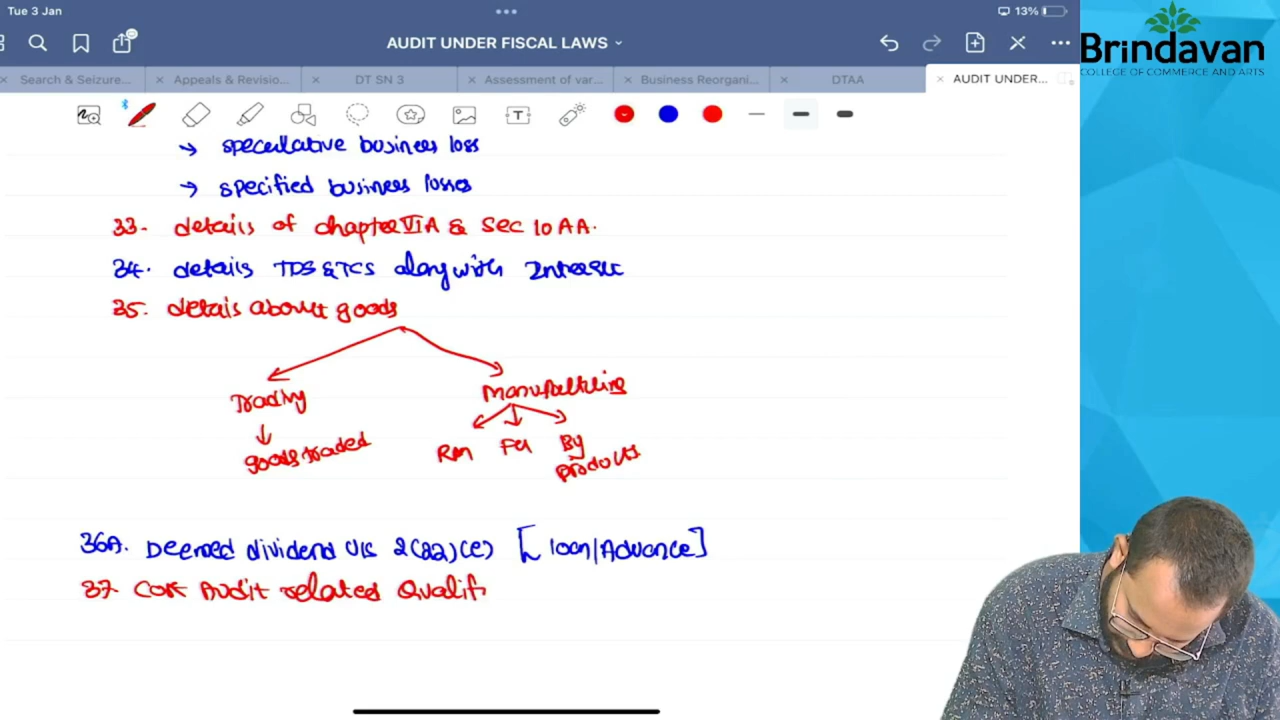 Tue 3 Jan
13%
AUDIT UNDER FISCAL LAWS
Brindavan
COLLEGE OF COMMERCE AND ARTS
Search & Seizure...
Appeals & Revisio...
DT SN 3
Assessment of var...
Business Reorgani...
DTAA
AUDIT UNDER...
→ speculative business loss
→ specified business losses
33. details of chapter VIA & Sec 10AA.
34. details TDS & TCS along with Interest
35. details about goods
Trading
Manufacturing
goods traded
RM FG By products
36A. Deemed dividend U/s 2(22)(e) [loan/Advance]
37. Cost Audit related Qualif